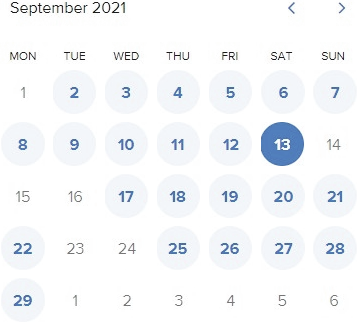 September 2021
MON TUE WED THU FRI SAT SUN
1 2 3 4 5 6 7
8 9 10 11 12 13 14
15 16 17 18 19 20 21
22 23 24 25 26 27 28
29 1 2 3 4 5 6